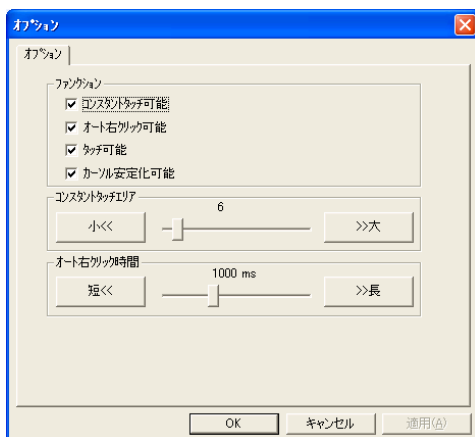 オプション
オプション
ファンクション
コンスタントタッチ可能
オート右クリック可能
タッチ可能
カーソル安定化可能
コンスタントタッチエリア
6
小<<
>>大
オート右クリック時間
1000 ms
短<<
>>長
OK
キャンセル
適用(A)